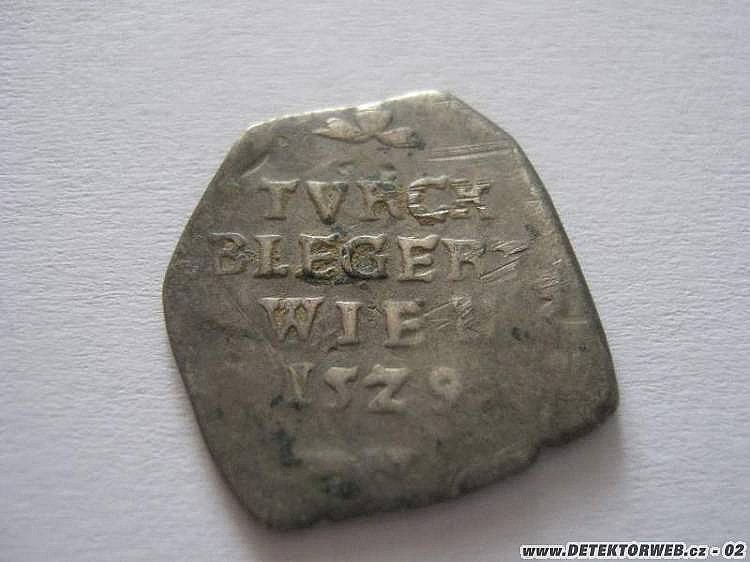 TVRCK
BLEGERT
WIEN
1529
www.DETEKTORWEB.cz - 02